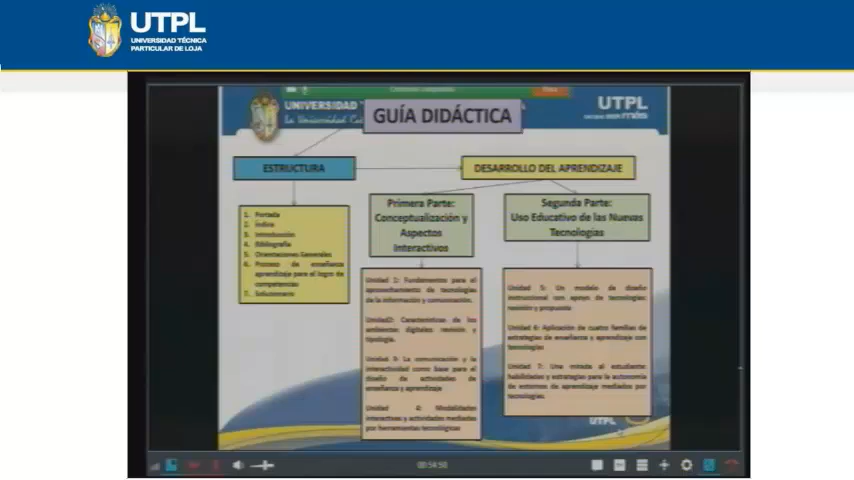 UTPL
UNIVERSIDAD TÉCNICA
PARTICULAR DE LOJA
UNIVERSIDAD
La Universidad
UTPL
GUÍA DIDÁCTICA
ESTRUCTURA
DESARROLLO DEL APRENDIZAJE
Primera Parte:
Conceptualización y
Aspectos
Interactivos
Segunda Parte:
Uso Educativo de las Nuevas
Tecnologías
1. Portada
2. Índice
3. Introducción
4. Bibliografía
5. Orientaciones Generales
6. Proceso de enseñanza
aprendizaje para el logro de
competencias
7. Solucionario
Unidad 1: Fundamentos para el
aprovechamiento de tecnologías
de la información y comunicación.
Unidad2: Características de los
ambientes digitales: revisión y
tipología.
Unidad 3: La comunicación y la
interactividad como base para el
diseño de actividades de
enseñanza y aprendizaje
Unidad 4: Modalidades
interactivas y actividades mediadas
por herramientas tecnológicas
Unidad 5: Un modelo de diseño
instruccional con apoyo de tecnologías:
revisión y propuesta
Unidad 6: Aplicación de cuatro familias de
estrategias de enseñanza y aprendizaje con
tecnologías
Unidad 7: Una mirada al estudiante:
habilidades y estrategias para la autonomía
de entornos de aprendizaje mediados por
tecnologías.
UTPL